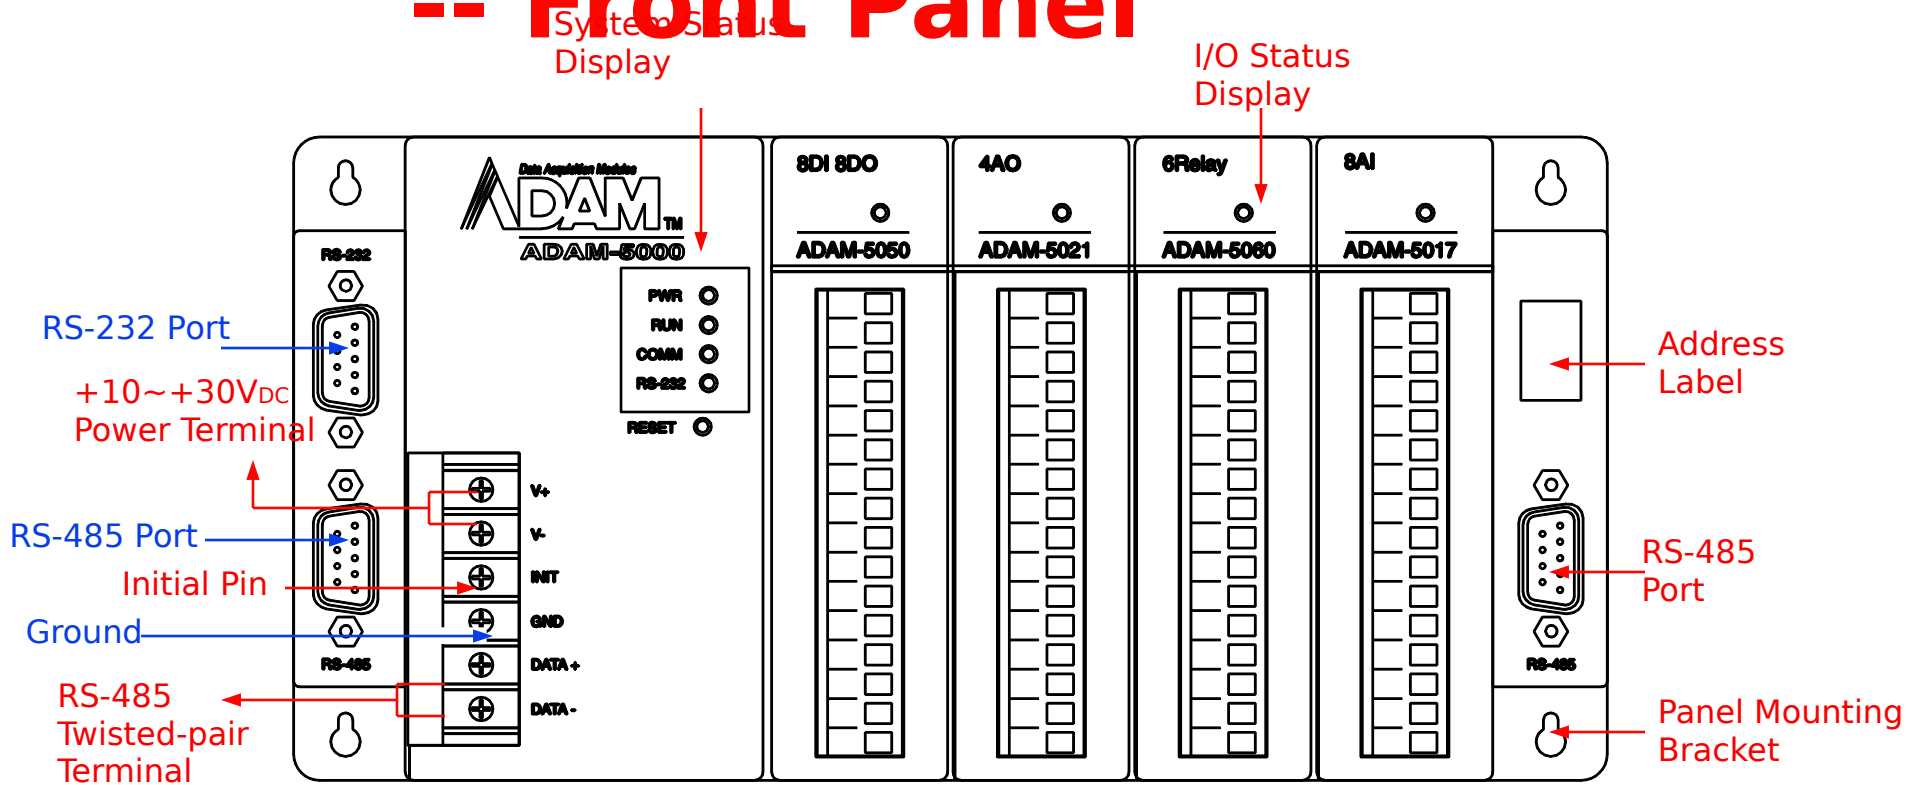 -- Front Panel
System Status
Display
I/O Status
Display
Data Acquisition Modules
ADAM TM
ADAM-5000
8DI 8DO
ADAM-5050
4AO
ADAM-5021
6Relay
ADAM-5060
8AI
ADAM-5017
RS-232
PWR
RUN
COMM
RS-232
RESET
RS-232 Port
+10~+30VDC
Power Terminal
RS-485 Port
Initial Pin
Ground
RS-485
Twisted-pair
Terminal
V+
V-
INIT
GND
DATA +
DATA -
RS-485
Address
Label
RS-485
Port
RS-485
Panel Mounting
Bracket